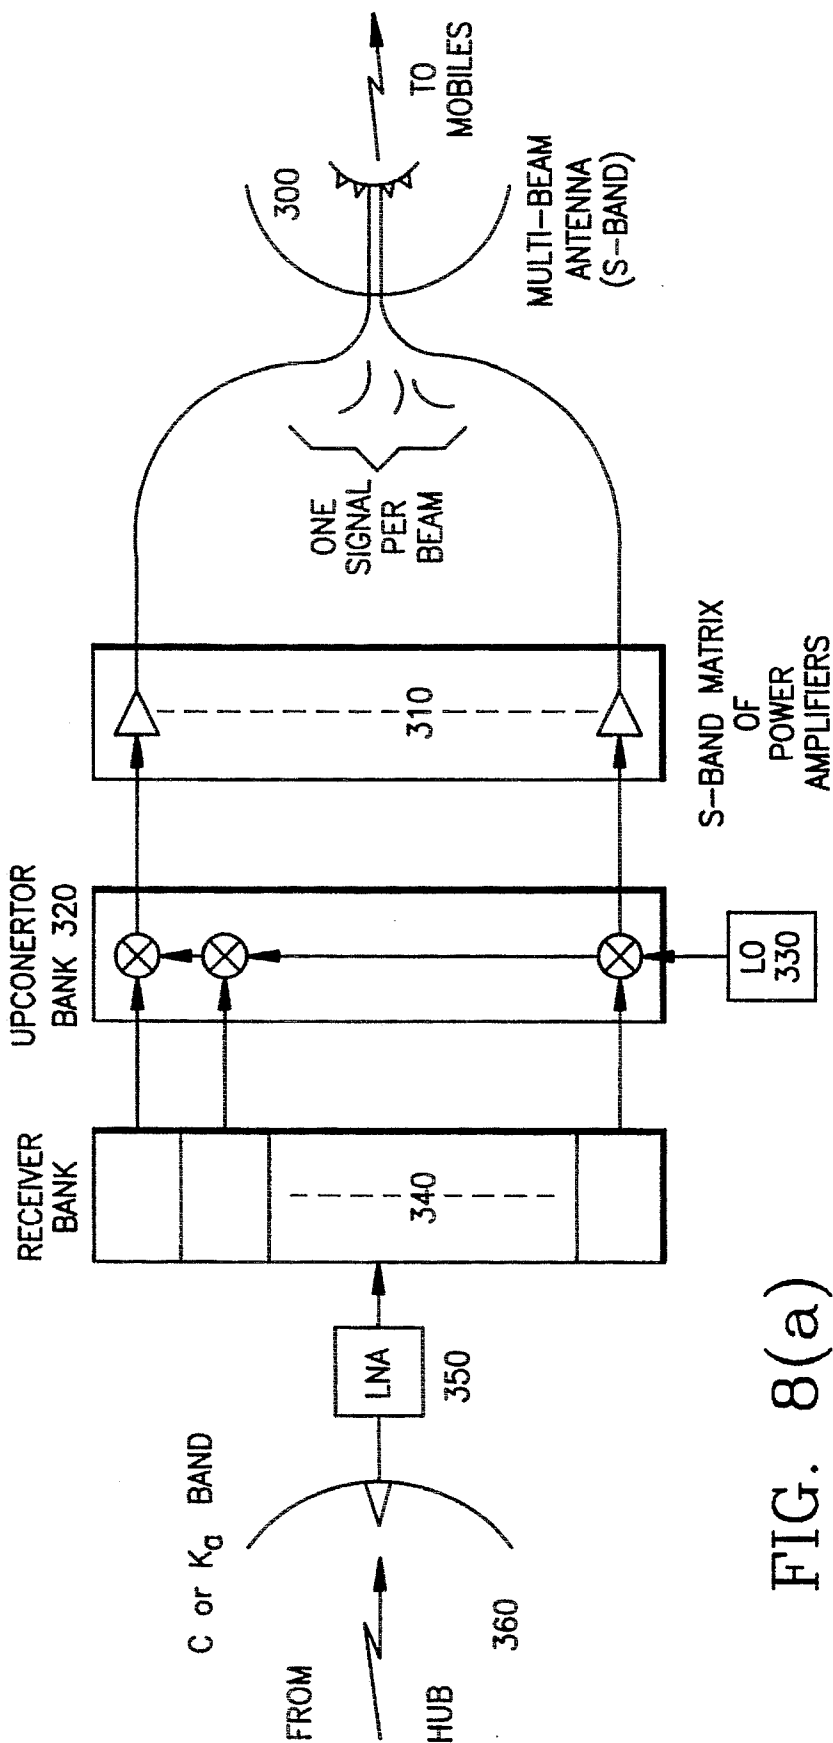 FROM
HUB
C or Ka BAND
360
LNA
350
RECEIVER
BANK
340
UPCONERTOR
BANK 320
LO
330
310
S-BAND MATRIX
OF
POWER
AMPLIFIERS
ONE
SIGNAL
PER
BEAM
300
MULTI-BEAM
ANTENNA
(S-BAND)
TO
MOBILES
FIG. 8(a)